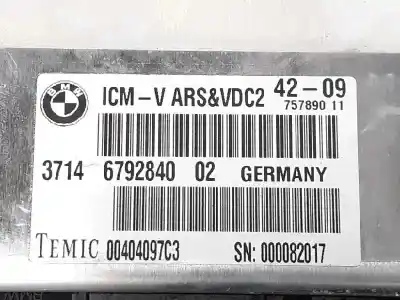 BMW
ICM-V ARS&VDC2 42-09
757890 11
3714 6792840 02 GERMANY
TEMIC 00404097C3 SN: 000082017